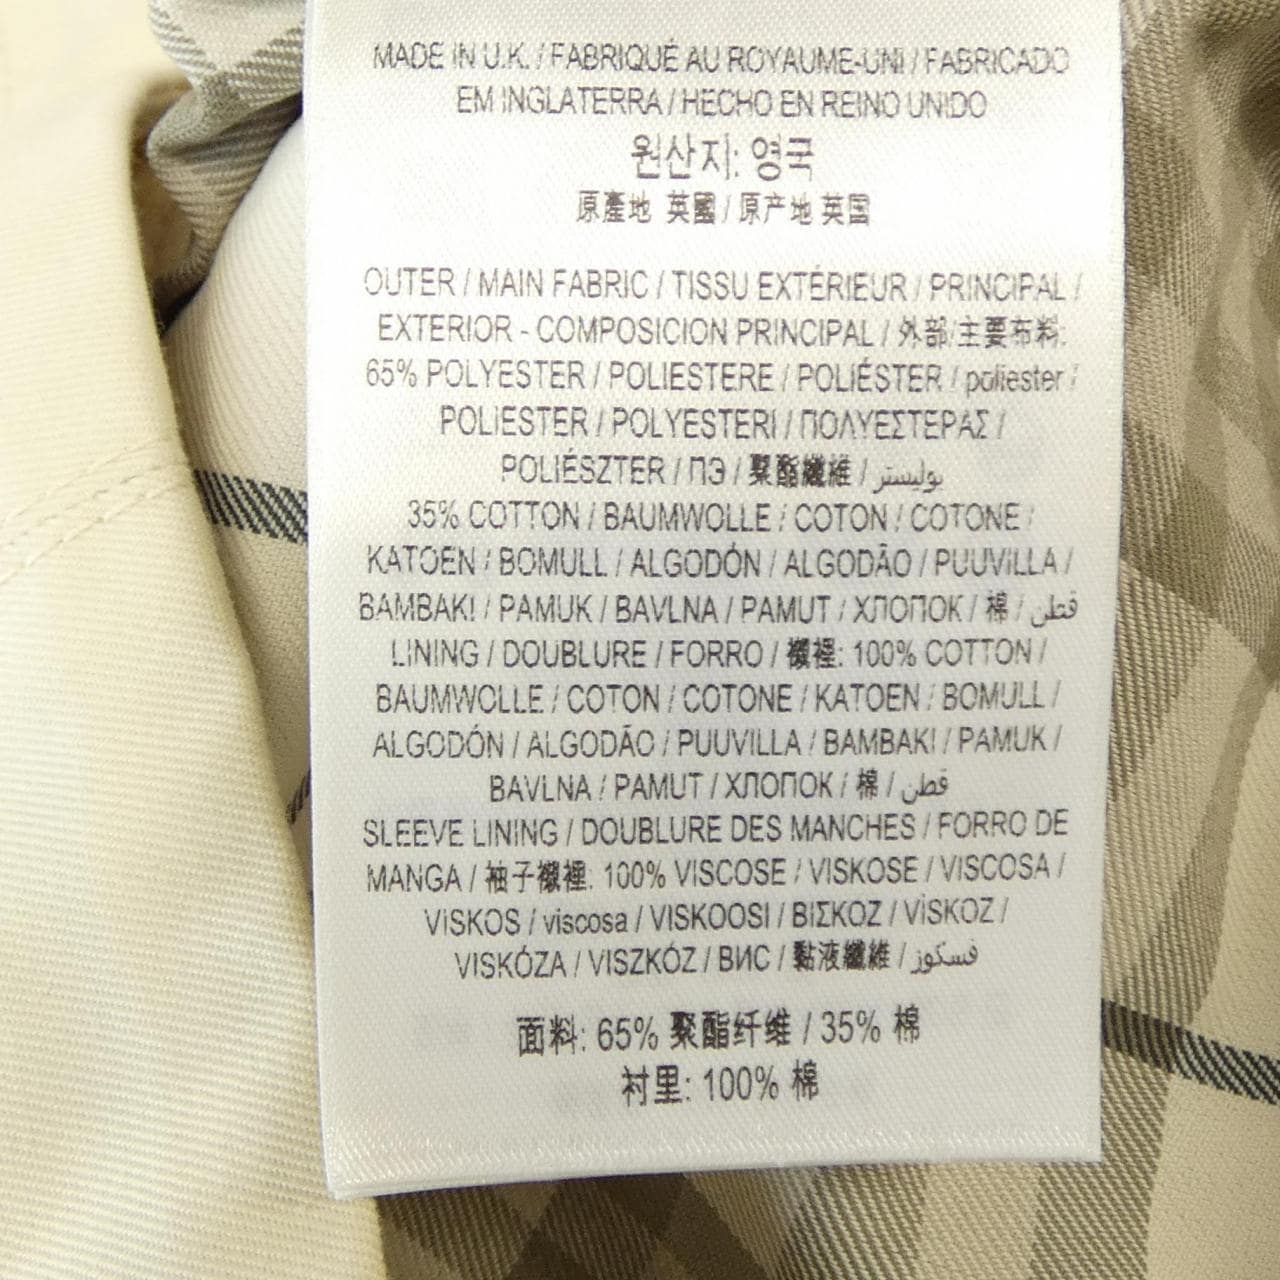 MADE IN U.K. / FABRIQUÉ AU ROYAUME-UNI / FABRICADO
EM INGLATERRA / HECHO EN REINO UNIDO
원산지: 영국
原產地 英國 / 原产地 英国
OUTER / MAIN FABRIC / TISSU EXTÉRIEUR / PRINCIPAL /
EXTERIOR - COMPOSICION PRINCIPAL / 外部/主要布料:
65% POLYESTER / POLIESTERE / POLIÉSTER / poliester /
POLIESTER / POLYESTERI / ΠΟΛΥΕΣΤΕΡΑΣ /
POLIÉSZTER / ПЭ / 聚酯纖維 / بوليستر
35% COTTON / BAUMWOLLE / COTON / COTONE /
KATOEN / BOMULL / ALGODÓN / ALGODÃO / PUUVILLA /
BAMBAKI / PAMUK / BAVLNA / PAMUT / ХЛОПОК / 棉 / قطن
LINING / DOUBLURE / FORRO / 襯裡: 100% COTTON /
BAUMWOLLE / COTON / COTONE / KATOEN / BOMULL /
ALGODÓN / ALGODÃO / PUUVILLA / BAMBAKI / PAMUK /
BAVLNA / PAMUT / ХЛОПОК / 棉 / قطن
SLEEVE LINING / DOUBLURE DES MANCHES / FORRO DE
MANGA / 袖子襯裡: 100% VISCOSE / VISKOSE / VISCOSA /
VISKOS / viscosa / VISKOOSI / ΒΙΣΚΟΖ / VİSKOZ /
VISKÓZA / VISZKÓZ / ВИС / 黏液纖維 / فسكوز
面料: 65% 聚酯纤维 / 35% 棉
衬里: 100% 棉